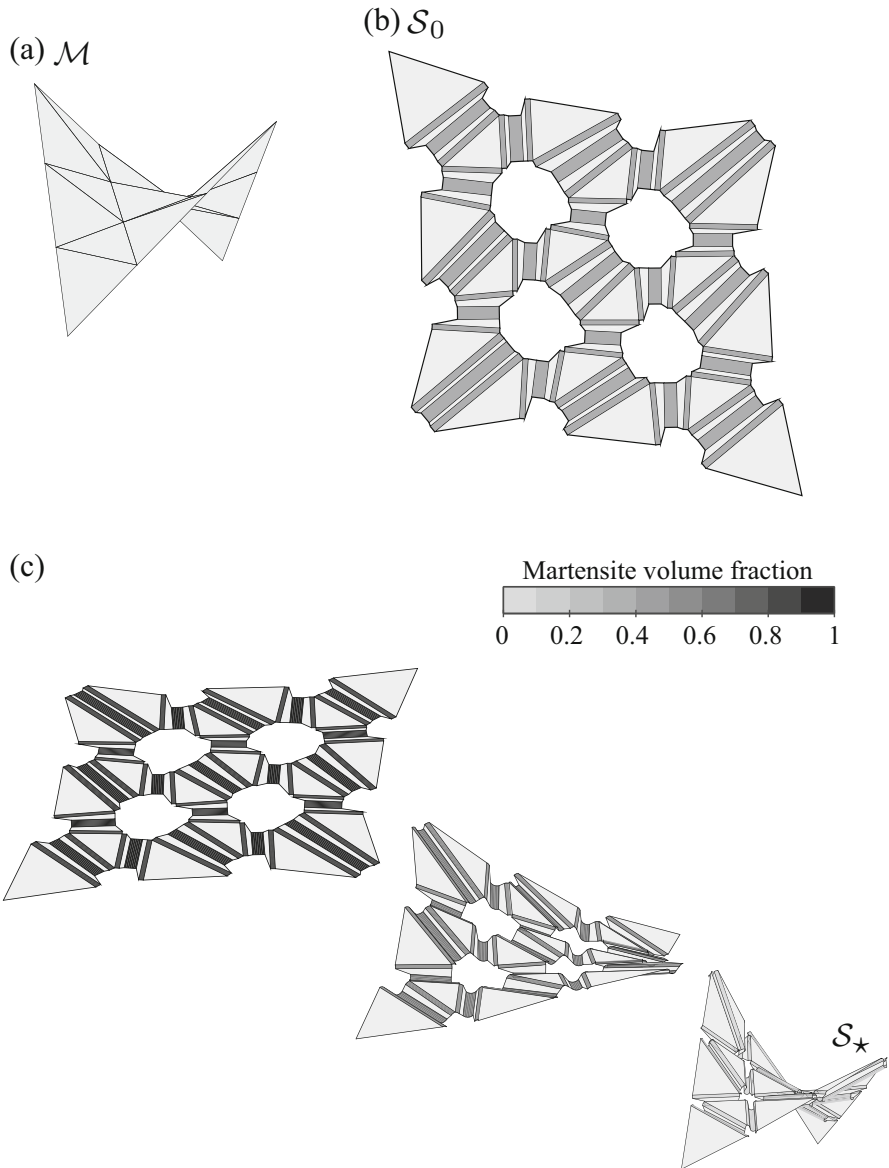 (a) ℳ
(b) 𝒮₀
(c)
Martensite volume fraction
0 0.2 0.4 0.6 0.8 1
𝒮⋆